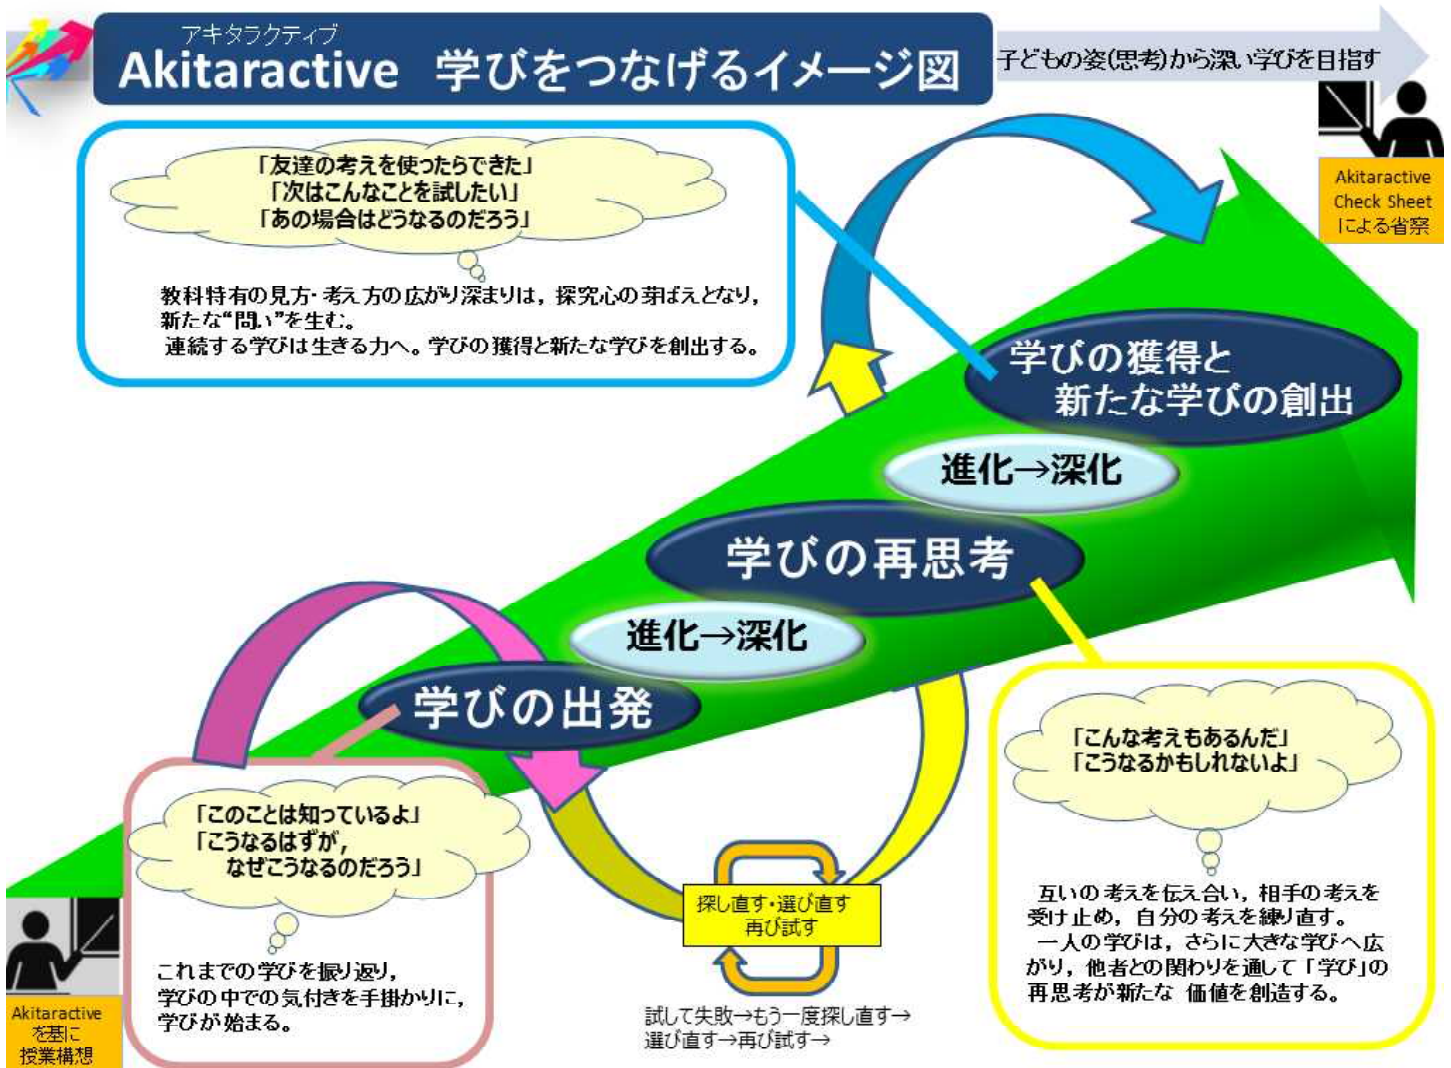 アキタラクティブ
Akitaractive 学びをつなげるイメージ図
子どもの姿(思考)から深い学びを目指す
Akitaractive
Check Sheet
による省察
「友達の考えを使ったらできた」
「次はこんなことを試したい」
「あの場合はどうなるのだろう」
教科特有の見方・考え方の広がり深まりは，探究心の芽ばえとなり，
新たな“問い”を生む。
連続する学びは生きる力へ。学びの獲得と新たな学びを創出する。
学びの獲得と
新たな学びの創出
進化→深化
学びの再思考
進化→深化
学びの出発
「このことは知っているよ」
「こうなるはずが，
なぜこうなるのだろう」
これまでの学びを振り返り，
学びの中での気付きを手掛かりに，
学びが始まる。
Akitaractive
を基に
授業構想
探し直す・選び直す
再び試す
試して失敗→もう一度探し直す→
選び直す→再び試す→
「こんな考えもあるんだ」
「こうなるかもしれないよ」
互いの考えを伝え合い，相手の考えを
受け止め，自分の考えを練り直す。
一人の学びは，さらに大きな学びへ広
がり，他者との関わりを通して「学び」の
再思考が新たな 価値を創造する。